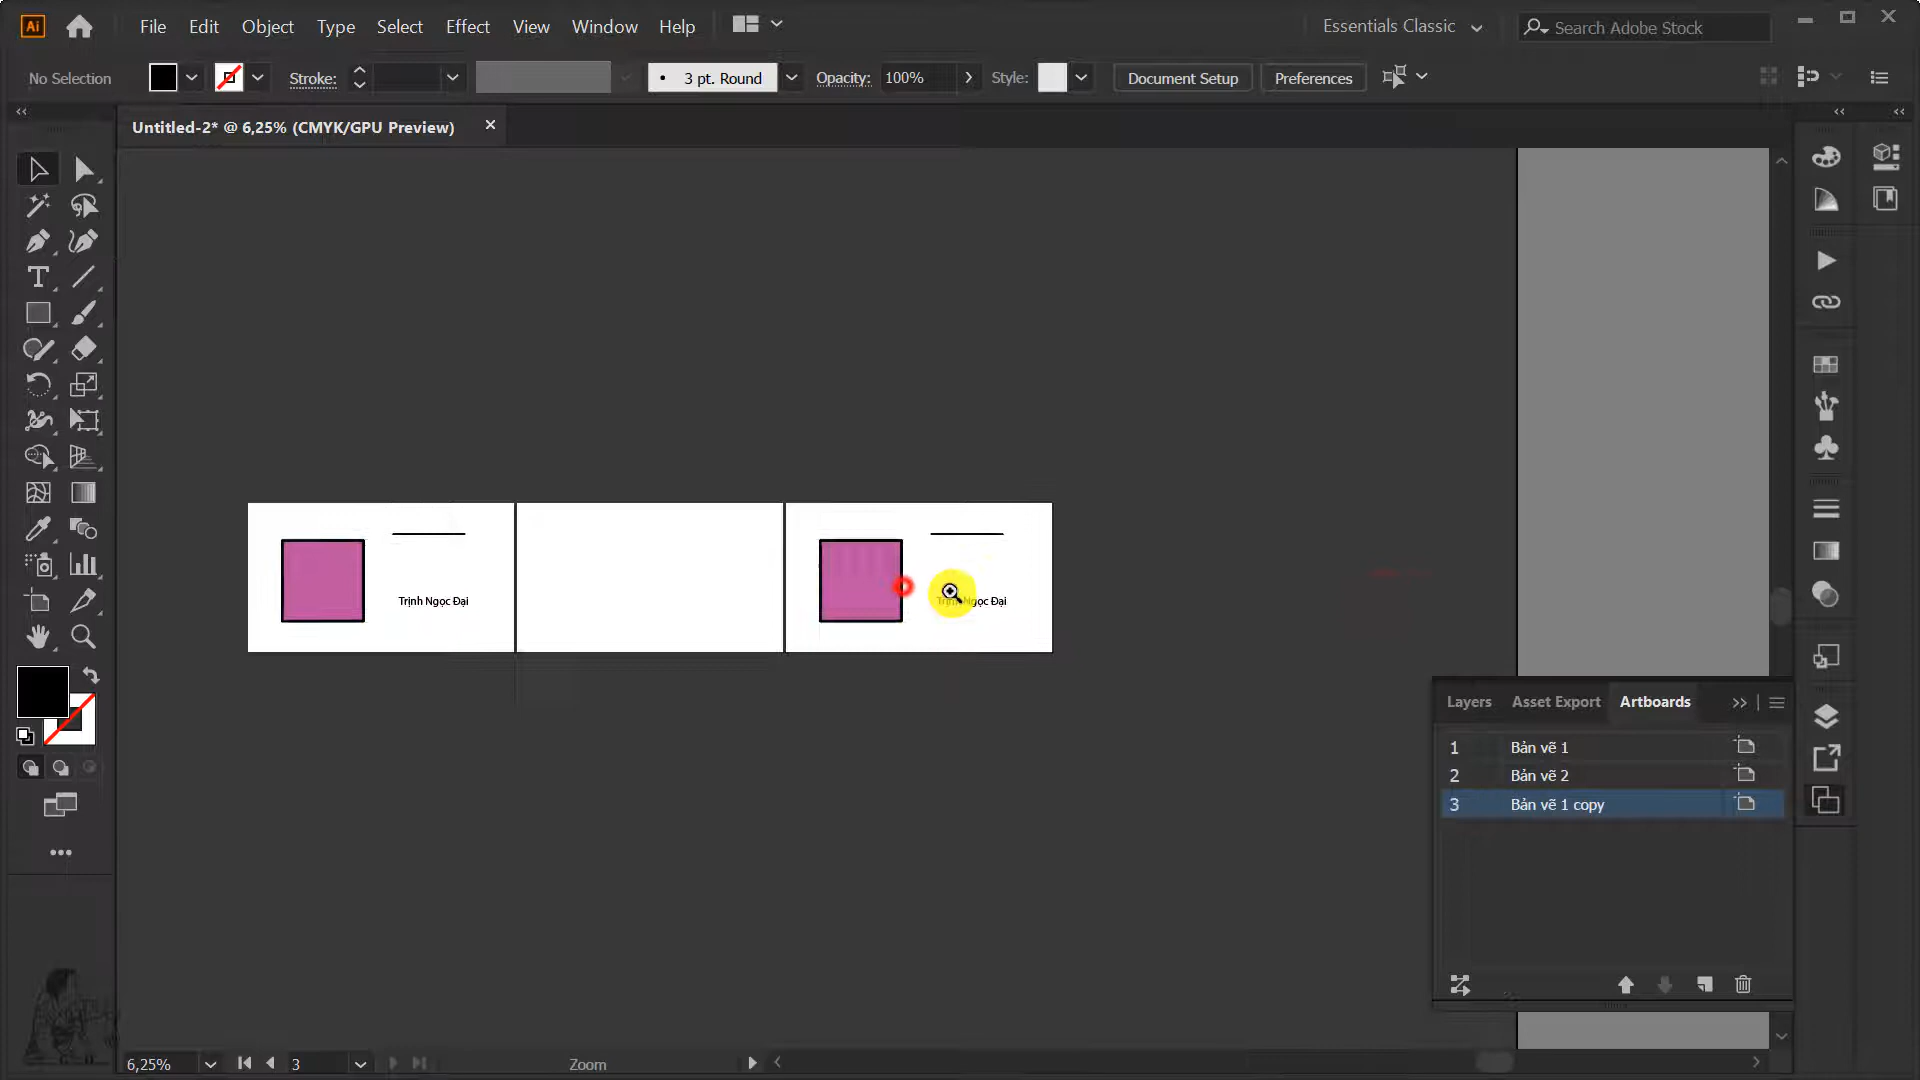 Ai File Edit Object Type Select Effect View Window Help Essentials Classic Search Adobe Stock
No Selection Stroke: 3 pt. Round Opacity: 100% Style: Document Setup Preferences
Untitled-2* @ 6,25% (CMYK/GPU Preview)
Trịnh Ngọc Đại
Trịnh Ngọc Đại
Layers Asset Export Artboards
1 Bản vẽ 1
2 Bản vẽ 2
3 Bản vẽ 1 copy
6,25% 3 Zoom